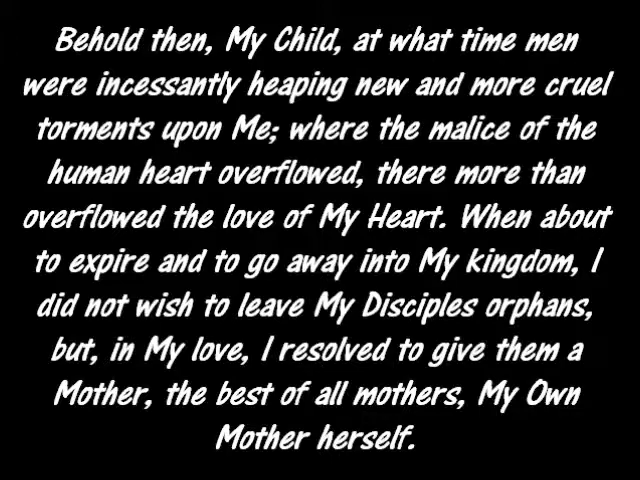 Behold then, My Child, at what time men
were incessantly heaping new and more cruel
torments upon Me; where the malice of the
human heart overflowed, there more than
overflowed the love of My Heart. When about
to expire and to go away into My kingdom, I
did not wish to leave My Disciples orphans,
but, in My love, I resolved to give them a
Mother, the best of all mothers, My Own
Mother herself.